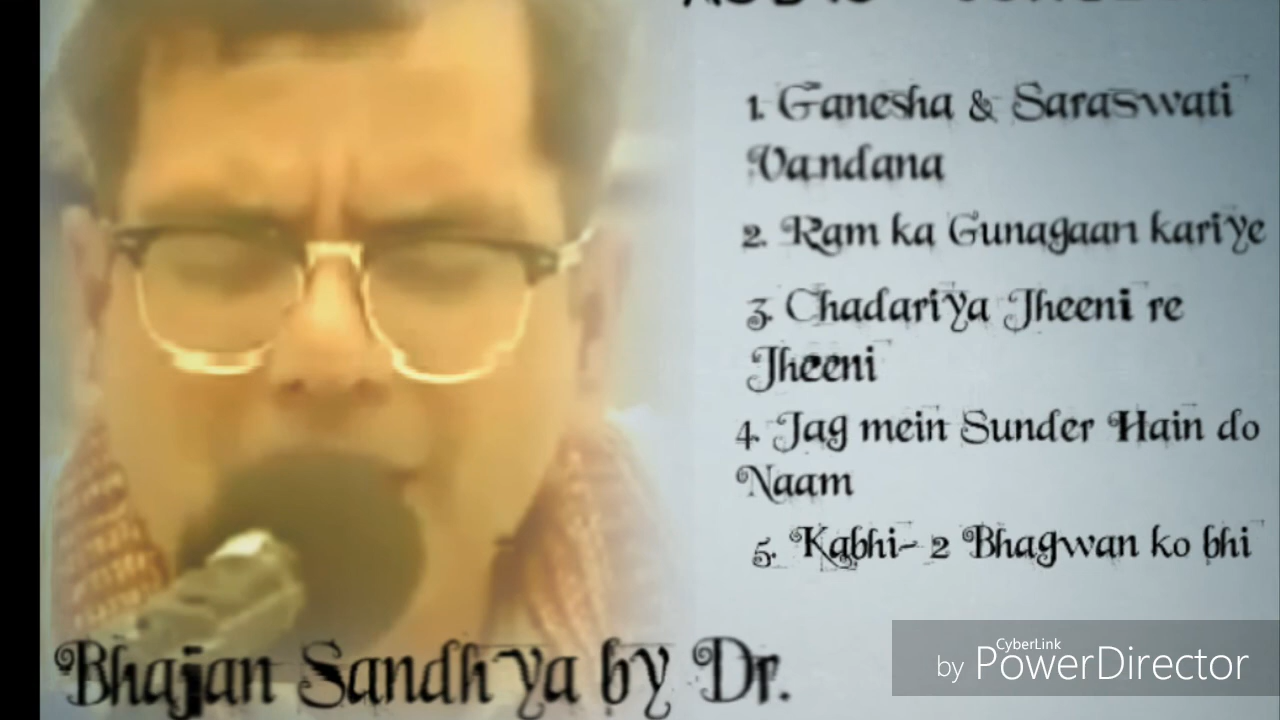 1. Ganesha & Saraswati
Vandana
2. Ram ka Gunagaan kariye
3. Chadariya Jheeni re
Jheeni
4. Jag mein Sunder Hain do
Naam
5. Kabhi- 2 Bhagwan ko bhi
Bhajan Sandhya by Dr.
CyberLink
by PowerDirector